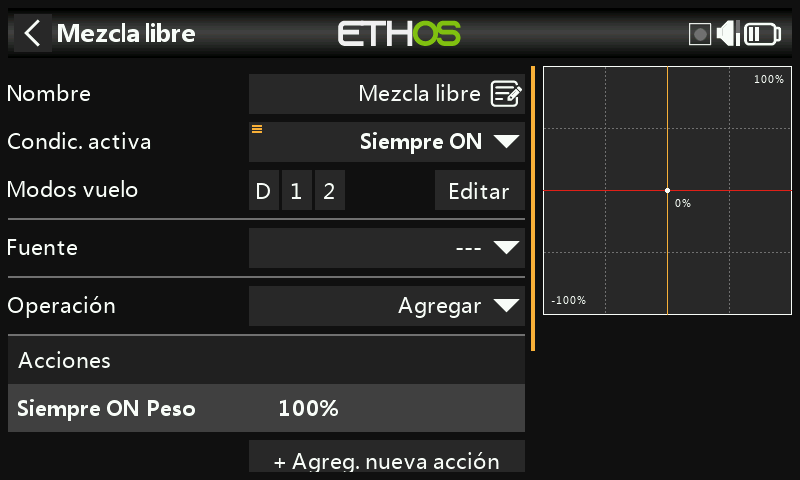 Mezcla libre
ETHOS
Nombre
Mezcla libre
Condic. activa
Siempre ON
Modos vuelo
D 1 2
Editar
Fuente
---
Operación
Agregar
Acciones
Siempre ON Peso
100%
+ Agreg. nueva acción
100%
0%
-100%